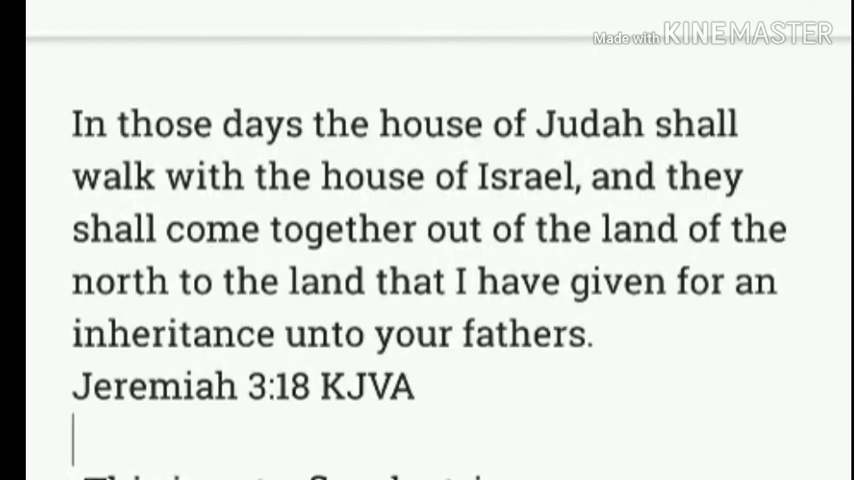 Made with KINEMASTER
In those days the house of Judah shall
walk with the house of Israel, and they
shall come together out of the land of the
north to the land that I have given for an
inheritance unto your fathers.
Jeremiah 3:18 KJVA